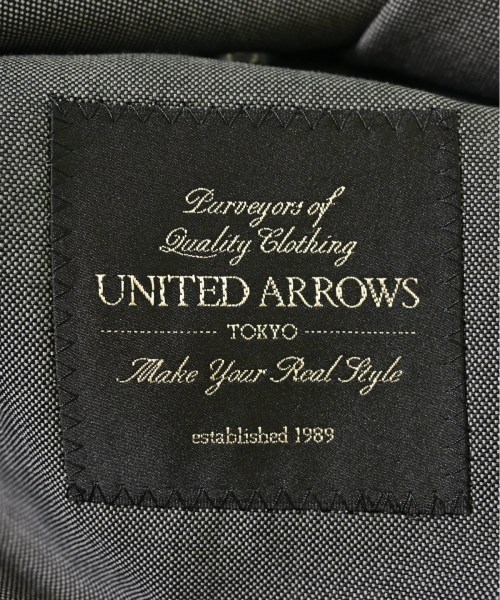 Purveyors of
Quality Clothing
UNITED ARROWS
TOKYO
Make Your Real Style
established 1989